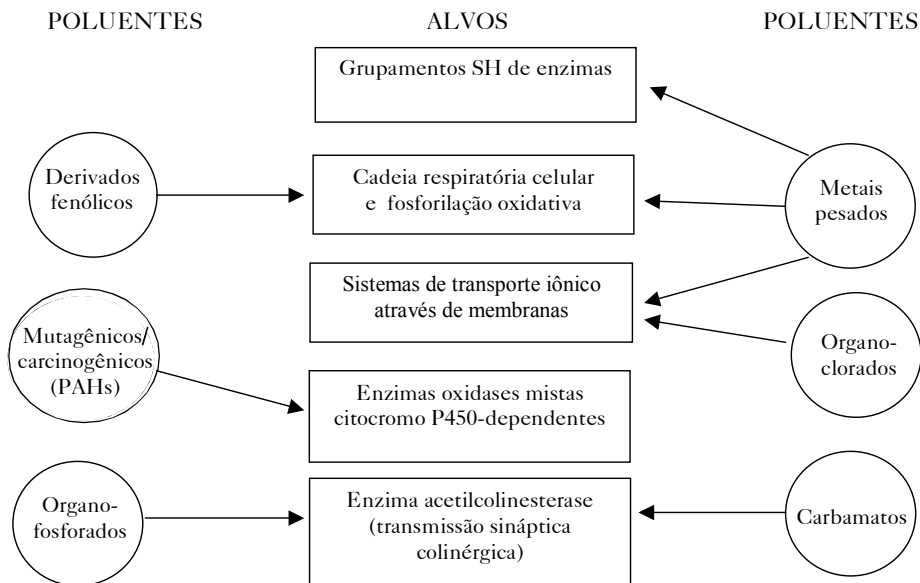 POLUENTES
ALVOS
POLUENTES
Grupamentos SH de enzimas
Derivados
fenólicos
Cadeia respiratória celular
e fosforilação oxidativa
Metais
pesados
Sistemas de transporte iônico
através de membranas
Mutagênicos/
carcinogênicos
(PAHs)
Organo-
clorados
Enzimas oxidases mistas
citocromo P450-dependentes
Organo-
fosforados
Enzima acetilcolinesterase
(transmissão sináptica
colinérgica)
Carbamatos